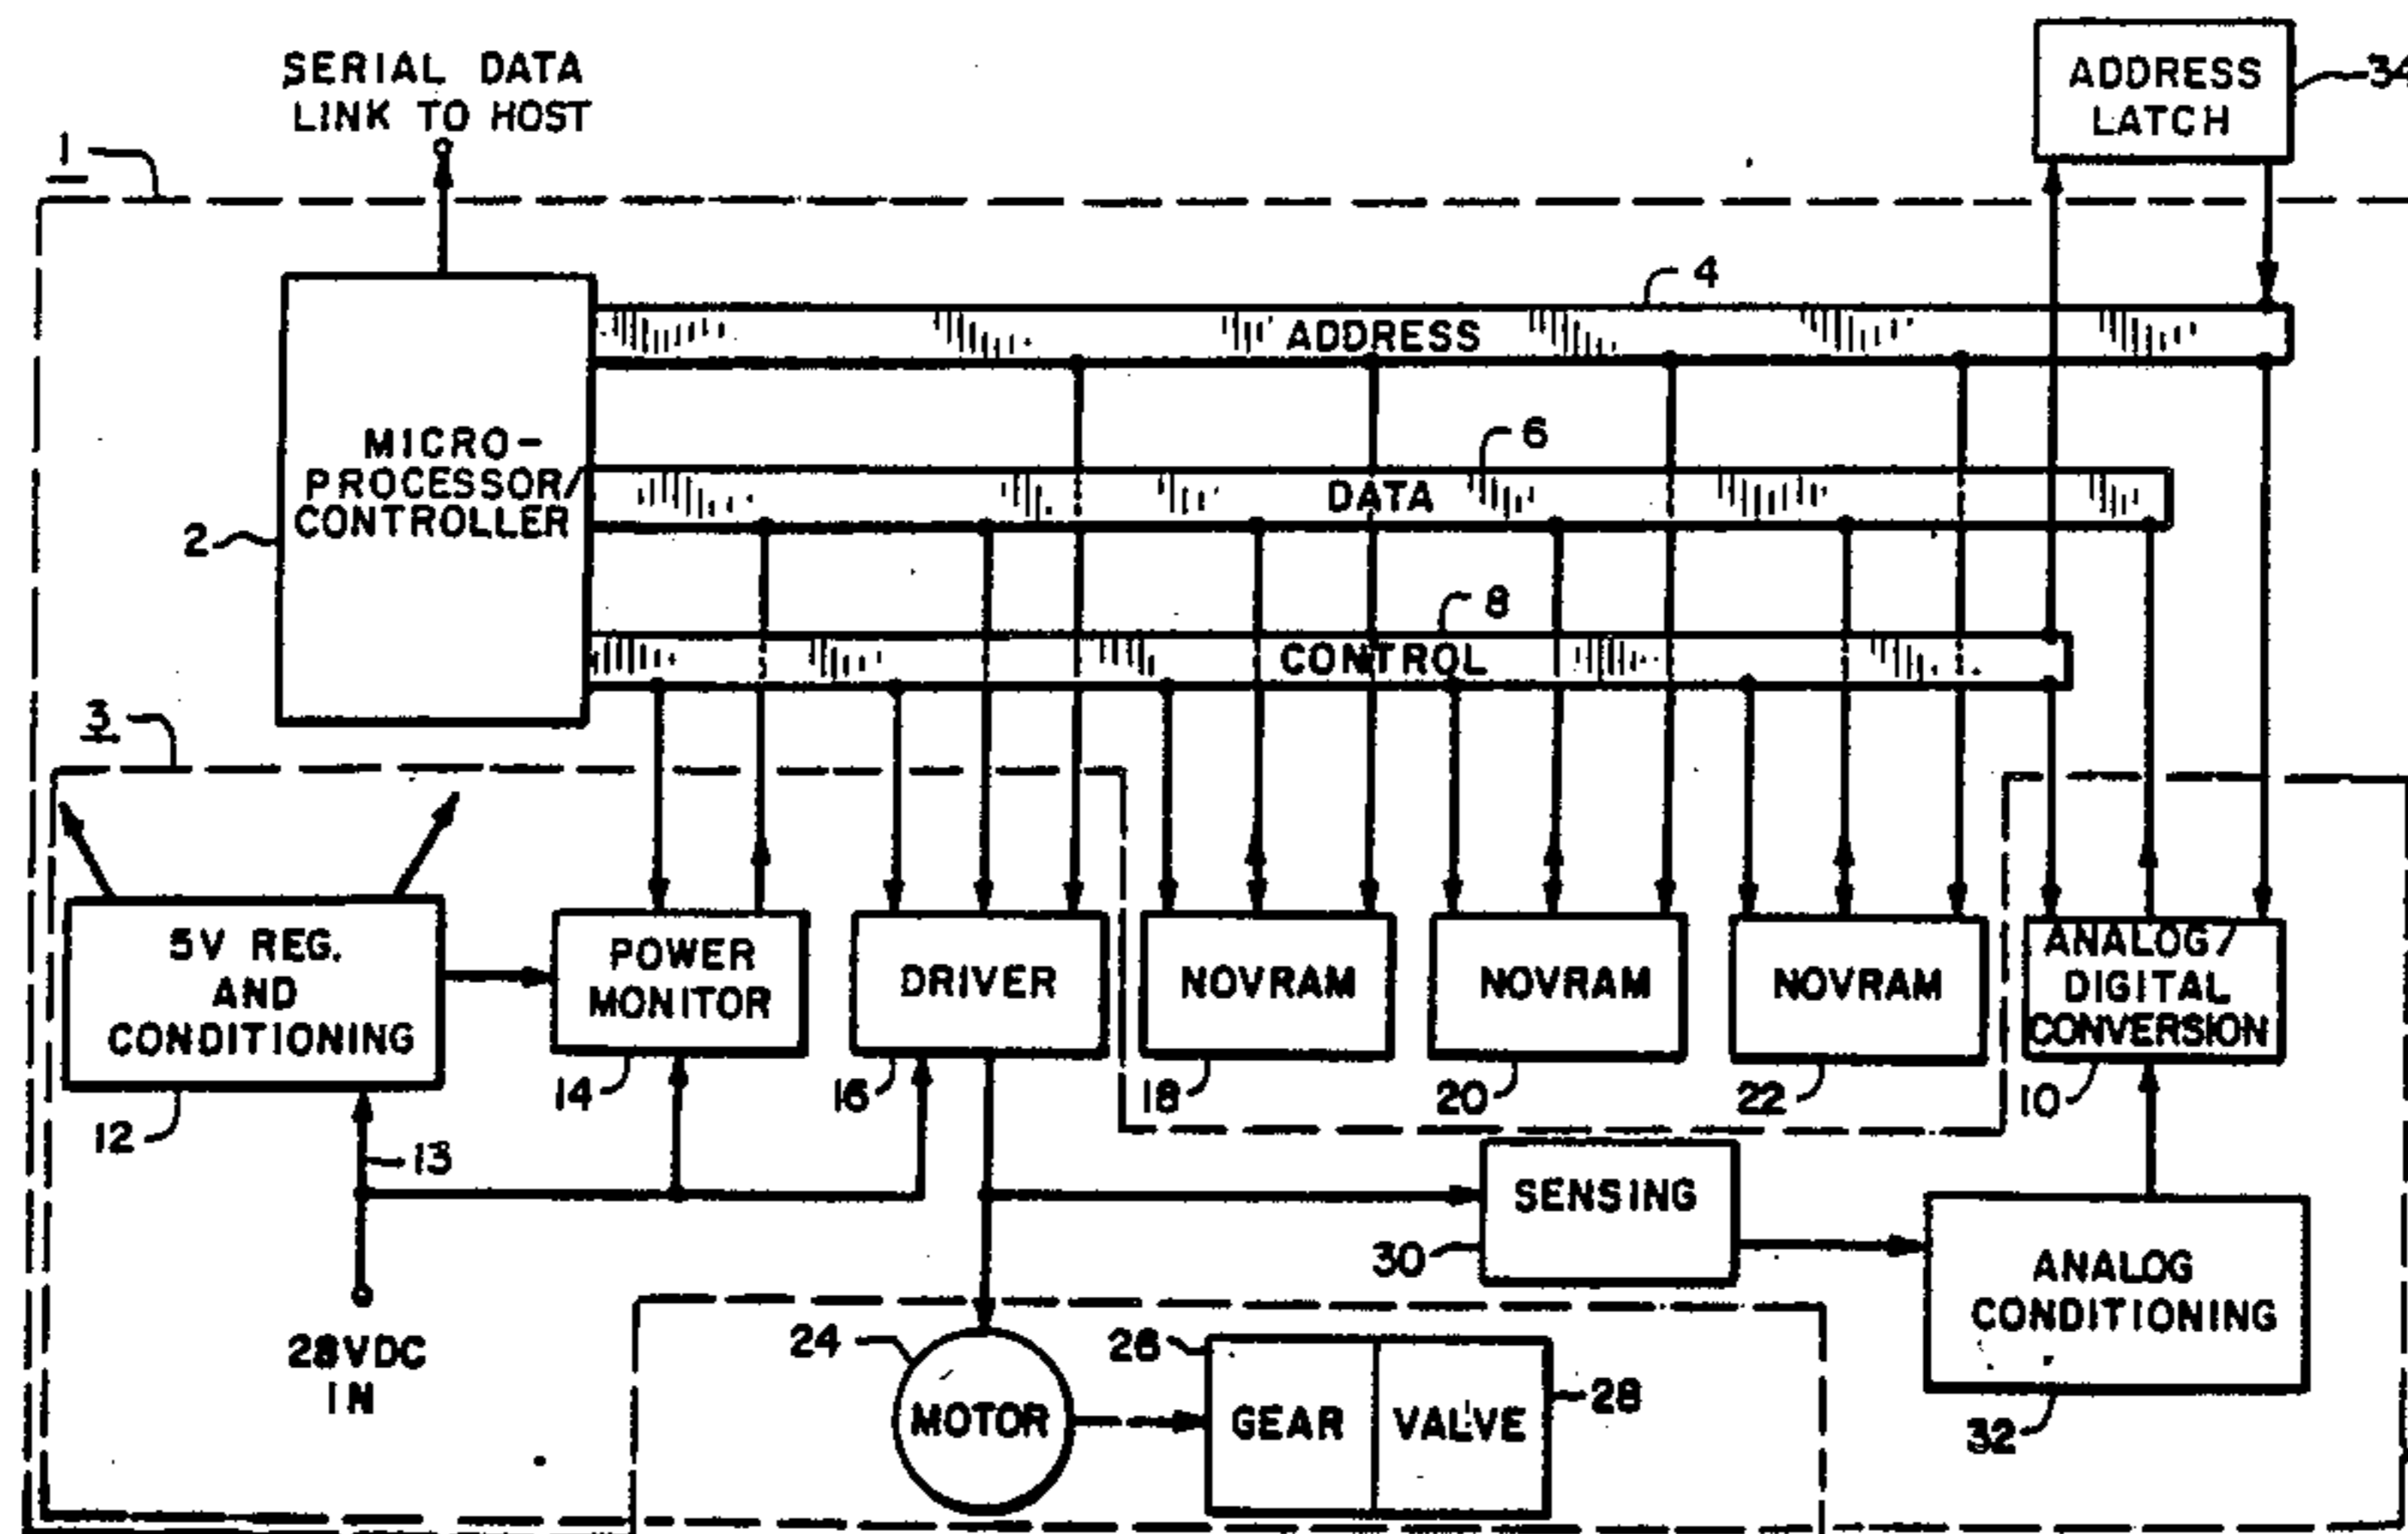 SERIAL DATA
LINK TO HOST
ADDRESS
LATCH
34
1
4
ADDRESS
6
MICRO-
PROCESSOR/
CONTROLLER
DATA
2
8
CONTROL
3
5V REG.
AND
CONDITIONING
POWER
MONITOR
DRIVER
NOVRAM
NOVRAM
NOVRAM
ANALOG/
DIGITAL
CONVERSION
12
14
16
18
20
22
10
13
SENSING
30
ANALOG
CONDITIONING
28VDC
IN
24
26
MOTOR
GEAR
VALVE
28
32